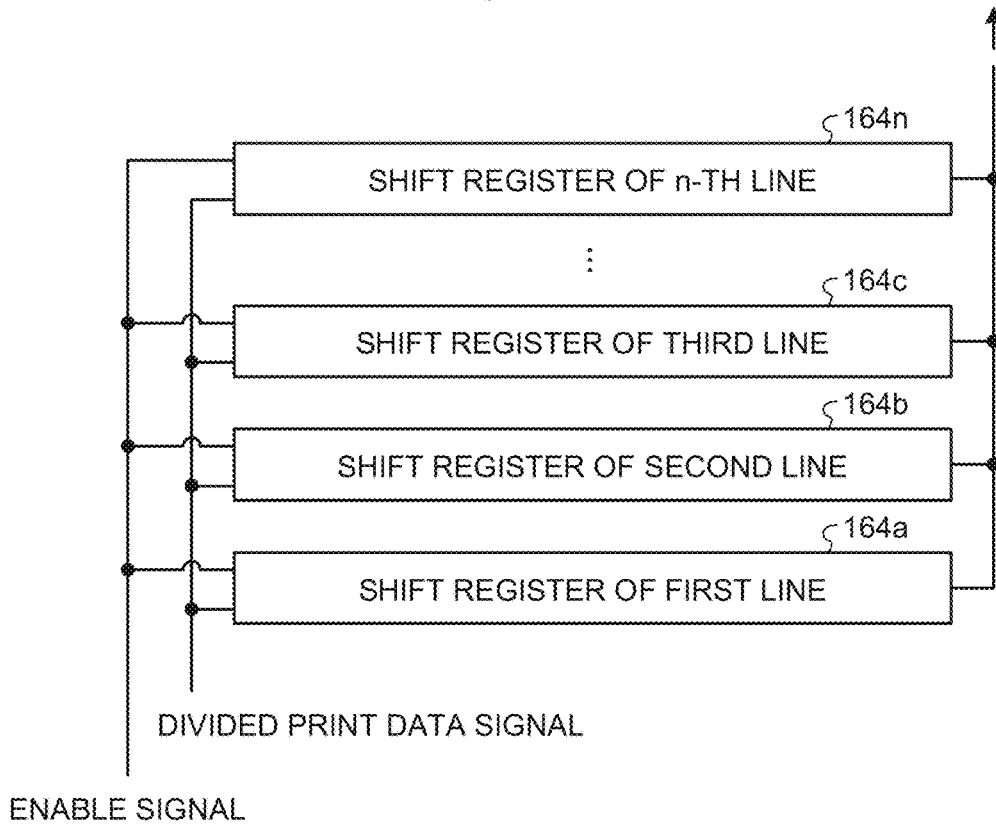 164n
SHIFT REGISTER OF n-TH LINE
⋮
164c
SHIFT REGISTER OF THIRD LINE
164b
SHIFT REGISTER OF SECOND LINE
164a
SHIFT REGISTER OF FIRST LINE
DIVIDED PRINT DATA SIGNAL
ENABLE SIGNAL